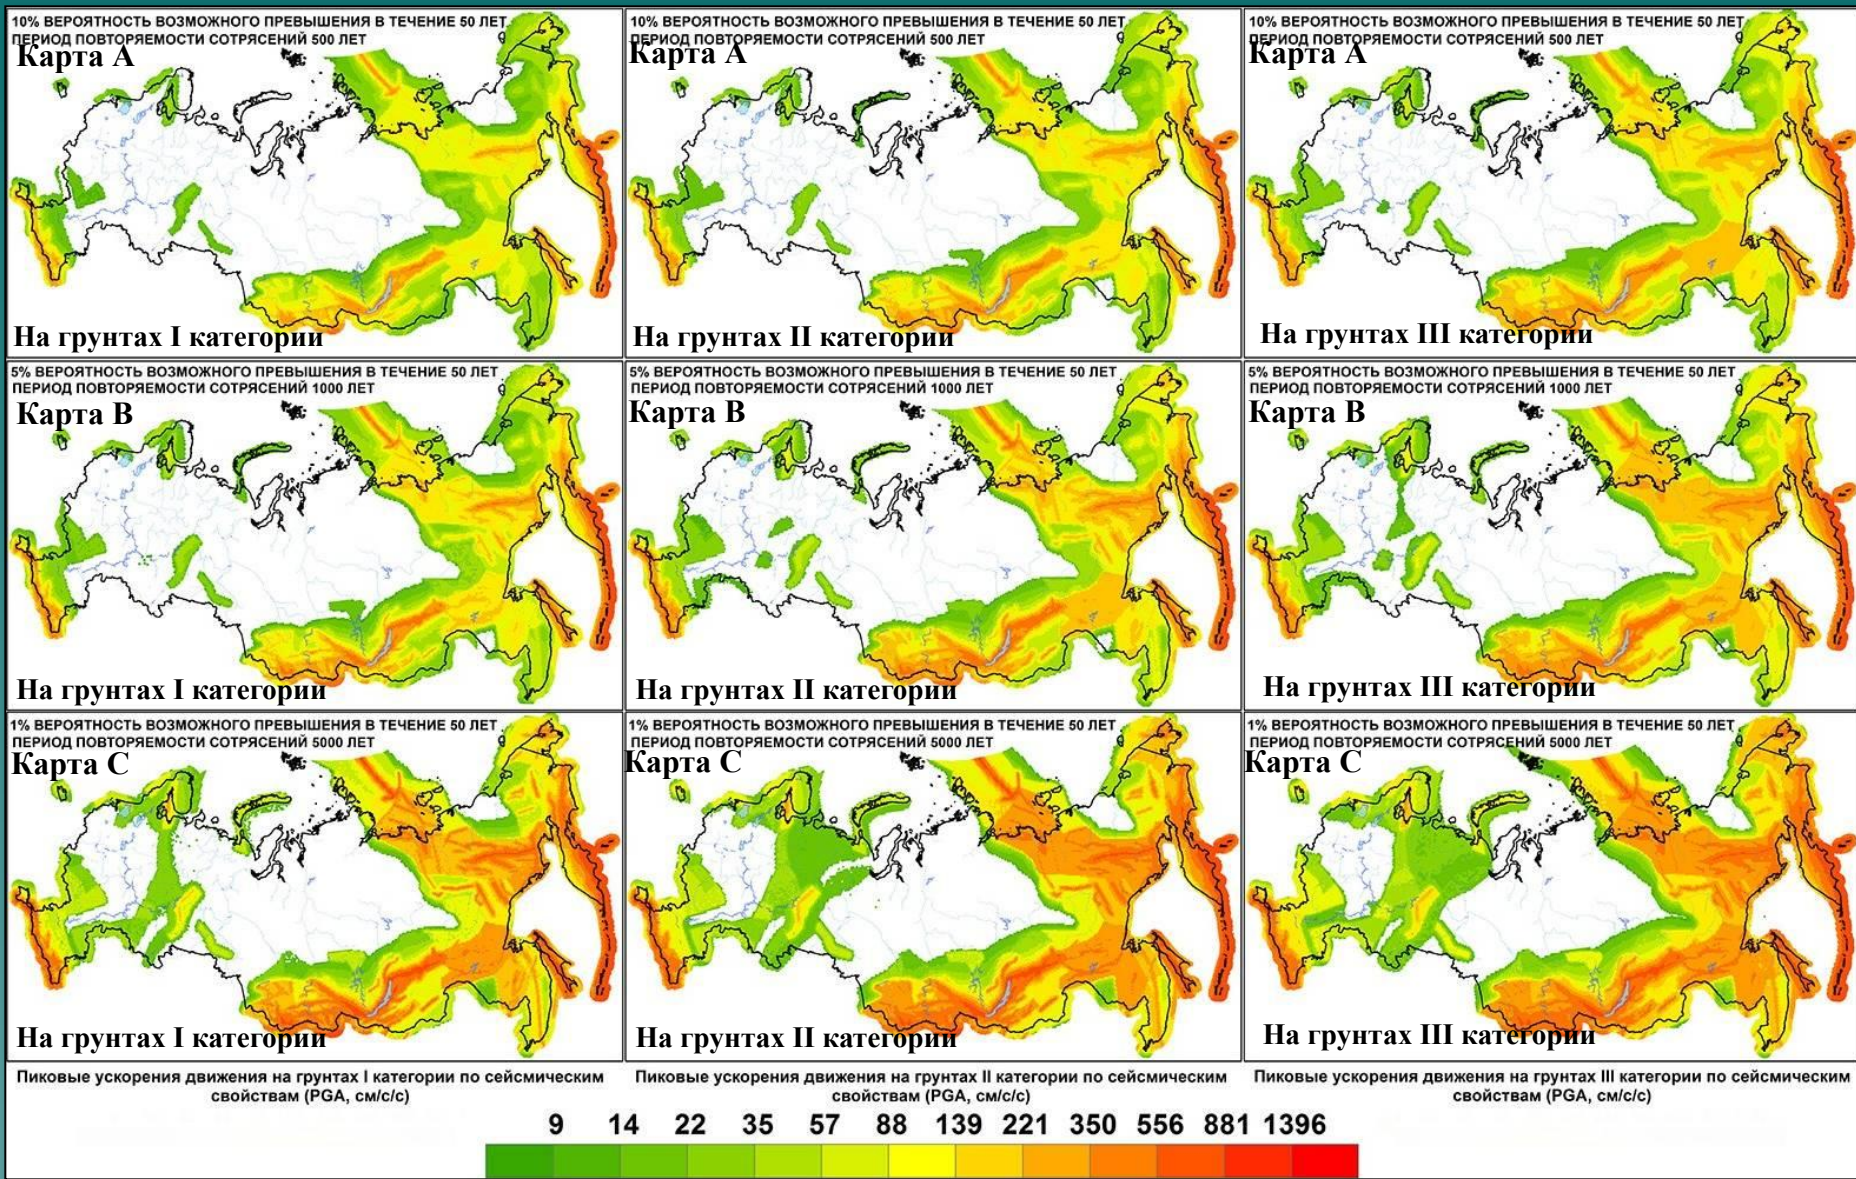 10% ВЕРОЯТНОСТЬ ВОЗМОЖНОГО ПРЕВЫШЕНИЯ В ТЕЧЕНИЕ 50 ЛЕТ
ПЕРИОД ПОВТОРЯЕМОСТИ СОТРЯСЕНИЙ 500 ЛЕТ
Карта А
На грунтах I категории
10% ВЕРОЯТНОСТЬ ВОЗМОЖНОГО ПРЕВЫШЕНИЯ В ТЕЧЕНИЕ 50 ЛЕТ
ПЕРИОД ПОВТОРЯЕМОСТИ СОТРЯСЕНИЙ 500 ЛЕТ
Карта А
На грунтах II категории
10% ВЕРОЯТНОСТЬ ВОЗМОЖНОГО ПРЕВЫШЕНИЯ В ТЕЧЕНИЕ 50 ЛЕТ
ПЕРИОД ПОВТОРЯЕМОСТИ СОТРЯСЕНИЙ 500 ЛЕТ
Карта А
На грунтах III категории
5% ВЕРОЯТНОСТЬ ВОЗМОЖНОГО ПРЕВЫШЕНИЯ В ТЕЧЕНИЕ 50 ЛЕТ
ПЕРИОД ПОВТОРЯЕМОСТИ СОТРЯСЕНИЙ 1000 ЛЕТ
Карта В
На грунтах I категории
5% ВЕРОЯТНОСТЬ ВОЗМОЖНОГО ПРЕВЫШЕНИЯ В ТЕЧЕНИЕ 50 ЛЕТ
ПЕРИОД ПОВТОРЯЕМОСТИ СОТРЯСЕНИЙ 1000 ЛЕТ
Карта В
На грунтах II категории
5% ВЕРОЯТНОСТЬ ВОЗМОЖНОГО ПРЕВЫШЕНИЯ В ТЕЧЕНИЕ 50 ЛЕТ
ПЕРИОД ПОВТОРЯЕМОСТИ СОТРЯСЕНИЙ 1000 ЛЕТ
Карта В
На грунтах III категории
1% ВЕРОЯТНОСТЬ ВОЗМОЖНОГО ПРЕВЫШЕНИЯ В ТЕЧЕНИЕ 50 ЛЕТ
ПЕРИОД ПОВТОРЯЕМОСТИ СОТРЯСЕНИЙ 5000 ЛЕТ
Карта С
На грунтах I категории
1% ВЕРОЯТНОСТЬ ВОЗМОЖНОГО ПРЕВЫШЕНИЯ В ТЕЧЕНИЕ 50 ЛЕТ
ПЕРИОД ПОВТОРЯЕМОСТИ СОТРЯСЕНИЙ 5000 ЛЕТ
Карта С
На грунтах II категории
1% ВЕРОЯТНОСТЬ ВОЗМОЖНОГО ПРЕВЫШЕНИЯ В ТЕЧЕНИЕ 50 ЛЕТ
ПЕРИОД ПОВТОРЯЕМОСТИ СОТРЯСЕНИЙ 5000 ЛЕТ
Карта С
На грунтах III категории
Пиковые ускорения движения на грунтах I категории по сейсмическим
свойствам (PGA, см/с/с)
Пиковые ускорения движения на грунтах II категории по сейсмическим
свойствам (PGA, см/с/с)
Пиковые ускорения движения на грунтах III категории по сейсмическим
свойствам (PGA, см/с/с)
9 14 22 35 57 88 139 221 350 556 881 1396